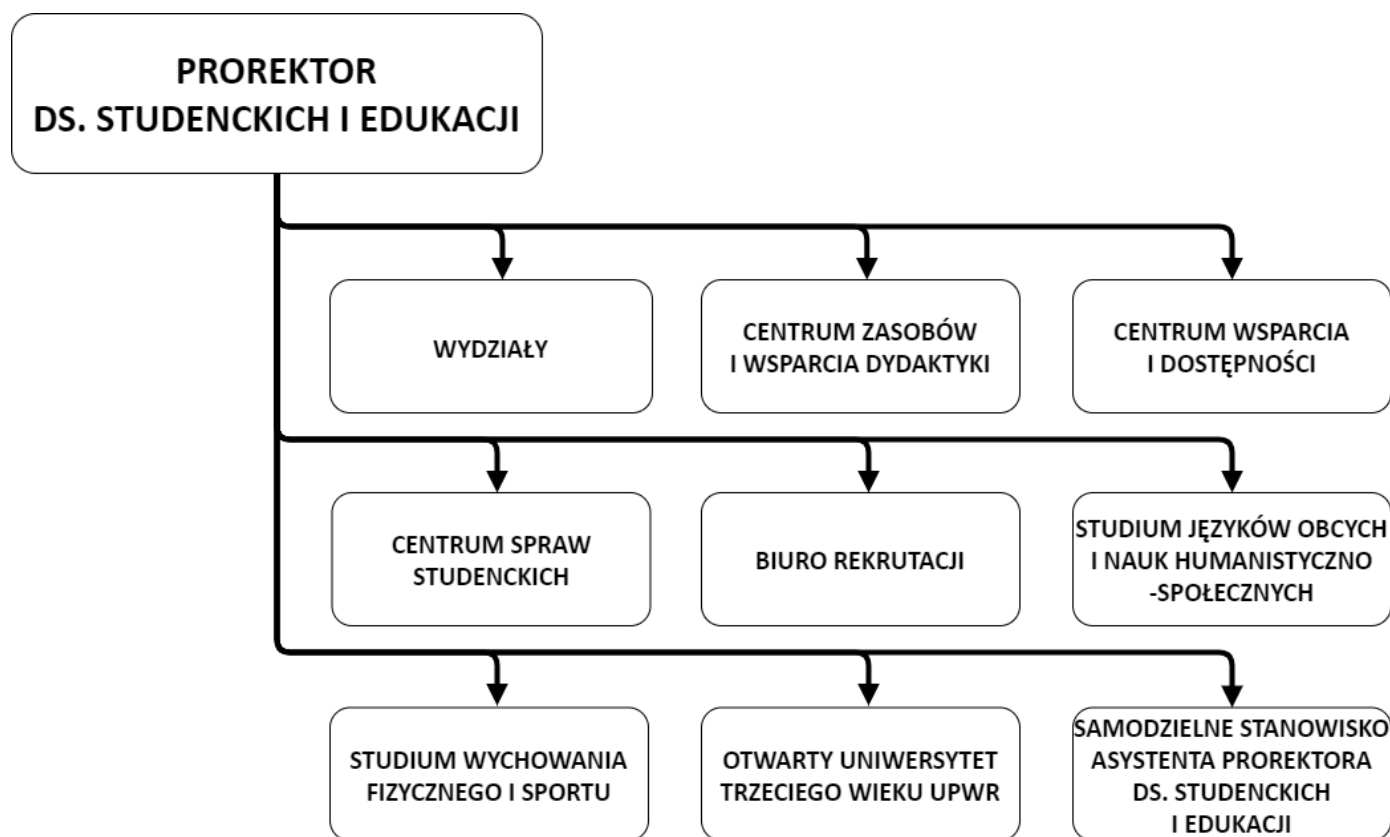 PROREKTOR
DS. STUDENCKICH I EDUKACJI
WYDZIAŁY
CENTRUM ZASOBÓW
I WSPARCIA DYDAKTYKI
CENTRUM WSPARCIA
I DOSTĘPNOŚCI
CENTRUM SPRAW
STUDENCKICH
BIURO REKRUTACJI
STUDIUM JĘZYKÓW OBCYCH
I NAUK HUMANISTYCZNO
-SPOŁECZNYCH
STUDIUM WYCHOWANIA
FIZYCZNEGO I SPORTU
OTWARTY UNIWERSYTET
TRZECIEGO WIEKU UPWR
SAMODZIELNE STANOWISKO
ASYSTENTA PROREKTORA
DS. STUDENCKICH
I EDUKACJI